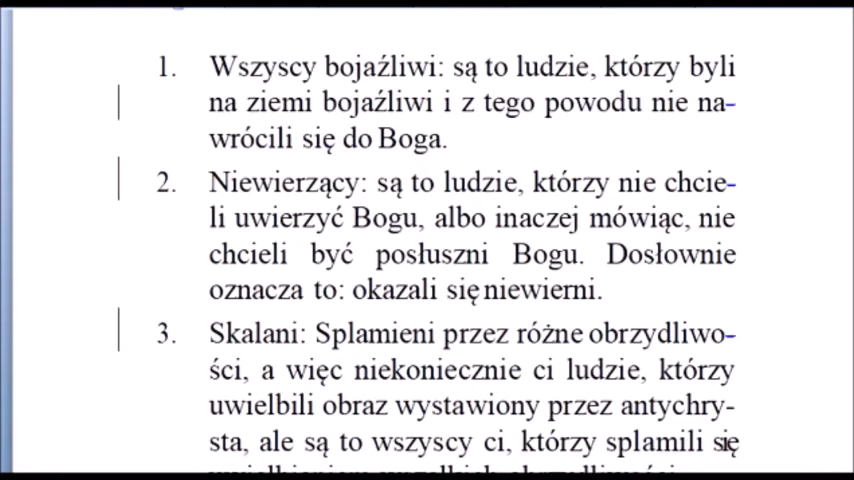 1. Wszyscy bojaźliwi: są to ludzie, którzy byli
na ziemi bojaźliwi i z tego powodu nie na-
wrócili się do Boga.
2. Niewierzący: są to ludzie, którzy nie chcie-
li uwierzyć Bogu, albo inaczej mówiąc, nie
chcieli być posłuszni Bogu. Dosłownie
oznacza to: okazali się niewierni.
3. Skalani: Splamieni przez różne obrzydliwo-
ści, a więc niekoniecznie ci ludzie, którzy
uwielbili obraz wystawiony przez antychry-
sta, ale są to wszyscy ci, którzy splamili się